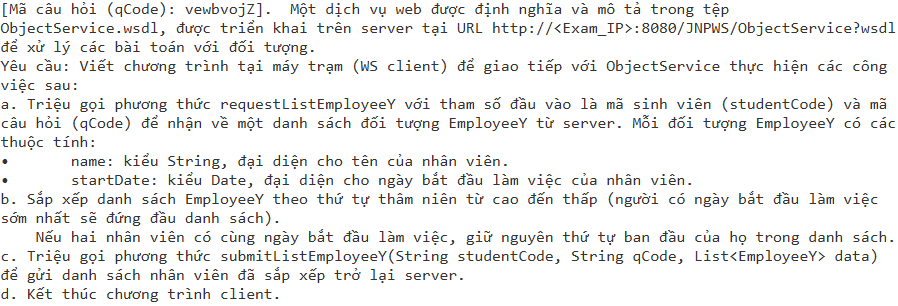 [Mã câu hỏi (qCode): vewbvojZ].  Một dịch vụ web được định nghĩa và mô tả trong tệp
ObjectService.wsdl, được triển khai trên server tại URL http://<Exam_IP>:8080/JNPWS/ObjectService?wsdl
để xử lý các bài toán với đối tượng.
Yêu cầu: Viết chương trình tại máy trạm (WS client) để giao tiếp với ObjectService thực hiện các công
việc sau:
a. Triệu gọi phương thức requestListEmployeeY với tham số đầu vào là mã sinh viên (studentCode) và mã
câu hỏi (qCode) để nhận về một danh sách đối tượng EmployeeY từ server. Mỗi đối tượng EmployeeY có các
thuộc tính:
•	name: kiểu String, đại diện cho tên của nhân viên.
•	startDate: kiểu Date, đại diện cho ngày bắt đầu làm việc của nhân viên.
b. Sắp xếp danh sách EmployeeY theo thứ tự thâm niên từ cao đến thấp (người có ngày bắt đầu làm việc
sớm nhất sẽ đứng đầu danh sách).
    Nếu hai nhân viên có cùng ngày bắt đầu làm việc, giữ nguyên thứ tự ban đầu của họ trong danh sách.
c. Triệu gọi phương thức submitListEmployeeY(String studentCode, String qCode, List<EmployeeY> data)
để gửi danh sách nhân viên đã sắp xếp trở lại server.
d. Kết thúc chương trình client.